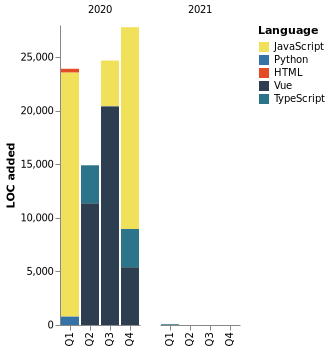 2020 2021
Language
JavaScript
Python
HTML
Vue
TypeScript
LOC added
25,000
20,000
15,000
10,000
5,000
0
Q1 Q2 Q3 Q4 Q1 Q2 Q3 Q4